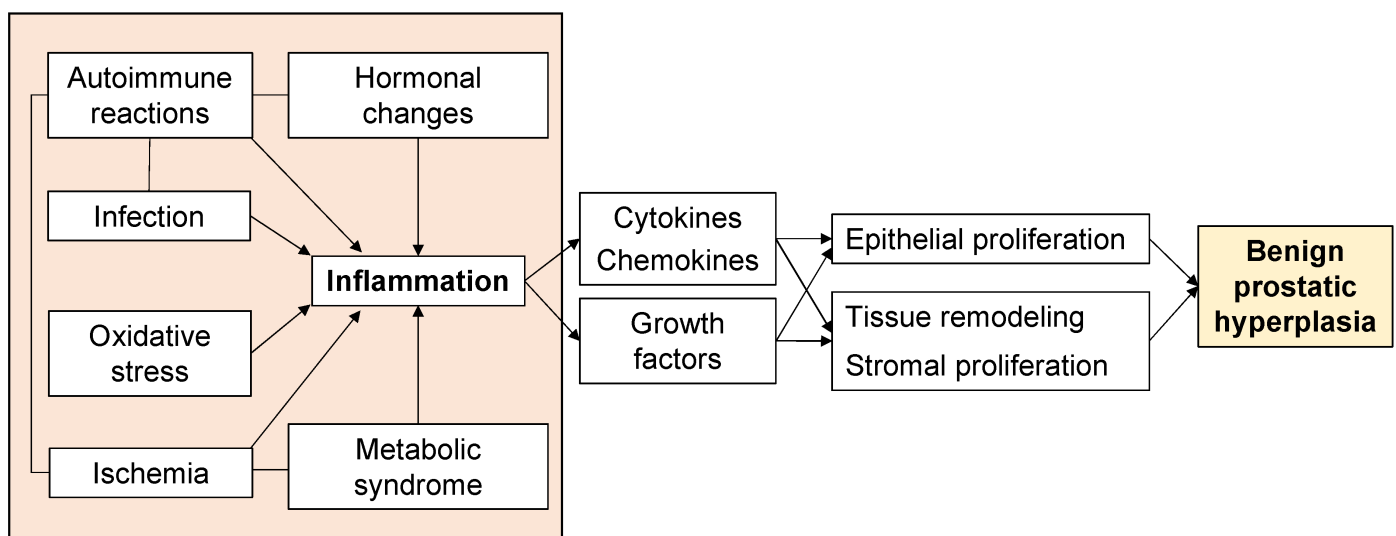 Autoimmune
reactions
Hormonal
changes
Infection
Inflammation
Oxidative
stress
Ischemia
Metabolic
syndrome
Cytokines
Chemokines
Growth
factors
Epithelial proliferation
Tissue remodeling
Stromal proliferation
Benign
prostatic
hyperplasia